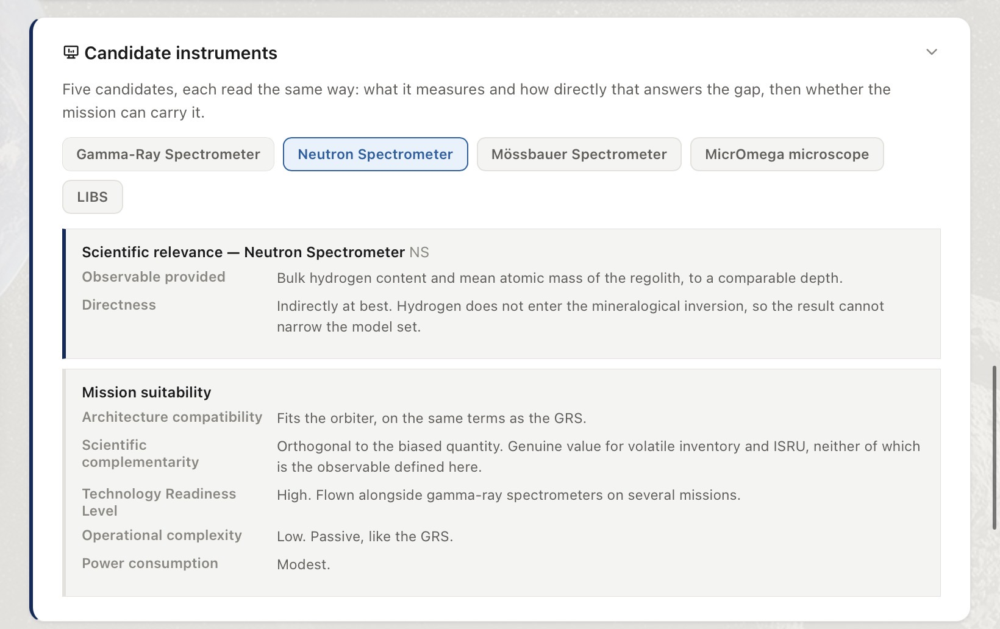 Candidate instruments
Five candidates, each read the same way: what it measures and how directly that answers the gap, then whether the
mission can carry it.
Gamma-Ray Spectrometer
Neutron Spectrometer
Mössbauer Spectrometer
MicrOmega microscope
LIBS
Scientific relevance — Neutron Spectrometer NS
Observable provided
Bulk hydrogen content and mean atomic mass of the regolith, to a comparable depth.
Directness
Indirectly at best. Hydrogen does not enter the mineralogical inversion, so the result cannot
narrow the model set.
Mission suitability
Architecture compatibility
Fits the orbiter, on the same terms as the GRS.
Scientific
complementarity
Orthogonal to the biased quantity. Genuine value for volatile inventory and ISRU, neither of which
is the observable defined here.
Technology Readiness
Level
High. Flown alongside gamma-ray spectrometers on several missions.
Operational complexity
Low. Passive, like the GRS.
Power consumption
Modest.